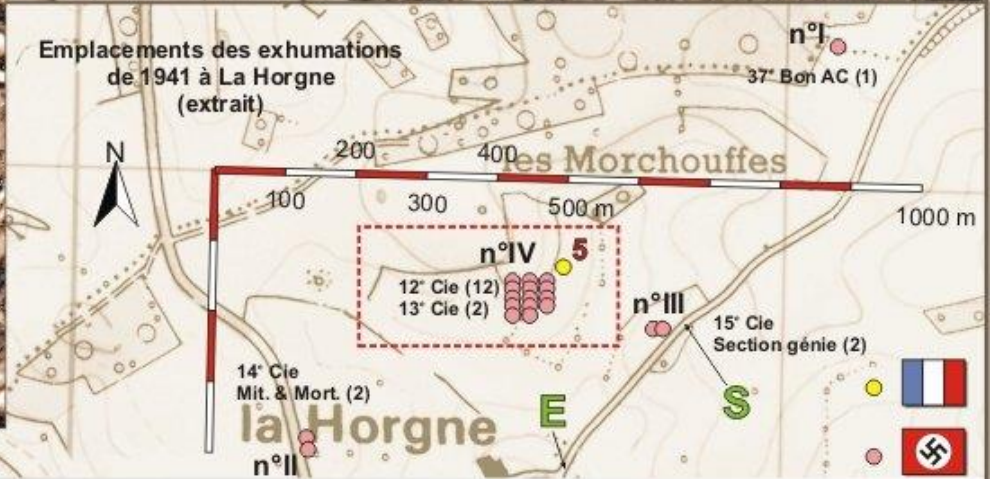 Emplacements des exhumations
de 1941 à La Horgne
(extrait)
n°I
37° Bon AC (1)
N
200
400
les Morchouffes
100
300
500 m
1000 m
n°IV
5
12° Cie (12)
13° Cie (2)
n°III
15° Cie
Section génie (2)
14° Cie
Mit. & Mort. (2)
E
S
la Horgne
n°II